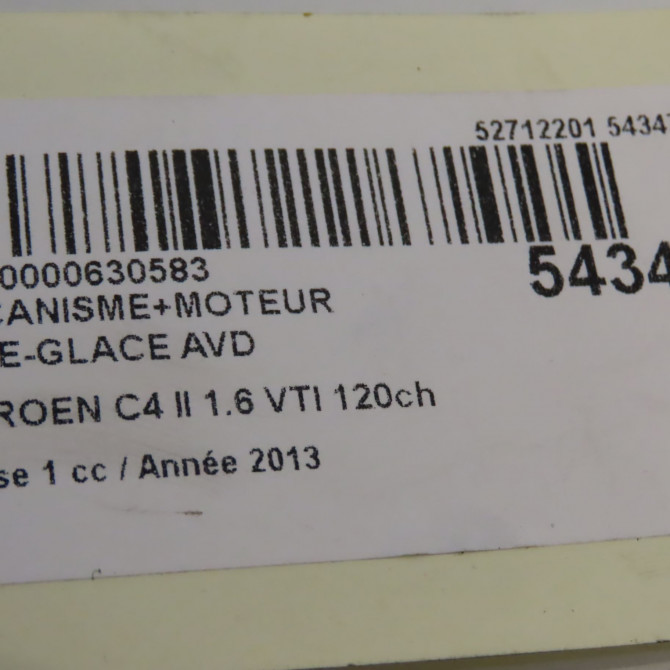 52712201 5434
0000630583
5434
CANISME+MOTEUR
E-GLACE AVD
ROEN C4 II 1.6 VTI 120ch
se 1 cc / Année 2013